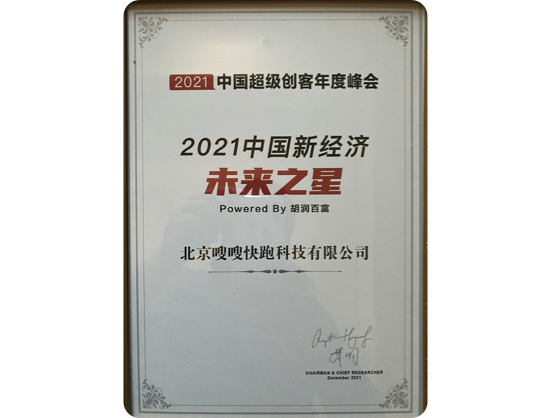 2021 中国超级创客年度峰会
2021中国新经济
未来之星
Powered By 胡润百富
北京嗖嗖快跑科技有限公司
胡润
CHAIRMAN & CHIEF RESEARCHER
December 2021